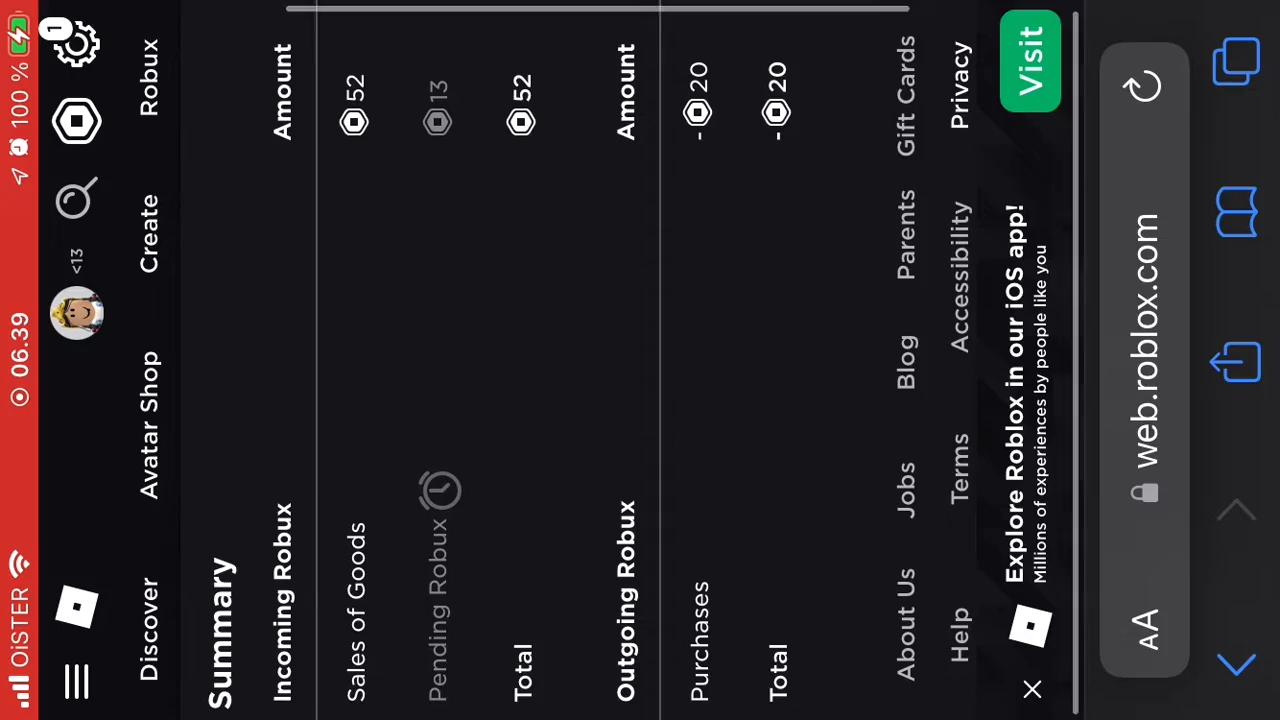 OiSTER 06.39 100 %
<13 1
Discover Avatar Shop Create Robux
Summary
Incoming Robux Amount
Sales of Goods 52
Pending Robux 13
Total 52
Outgoing Robux Amount
Purchases - 20
Total - 20
About Us Jobs Blog Parents Gift Cards
Help Terms Accessibility Privacy
Explore Roblox in our iOS app!
Millions of experiences by people like you
Visit
AA web.roblox.com